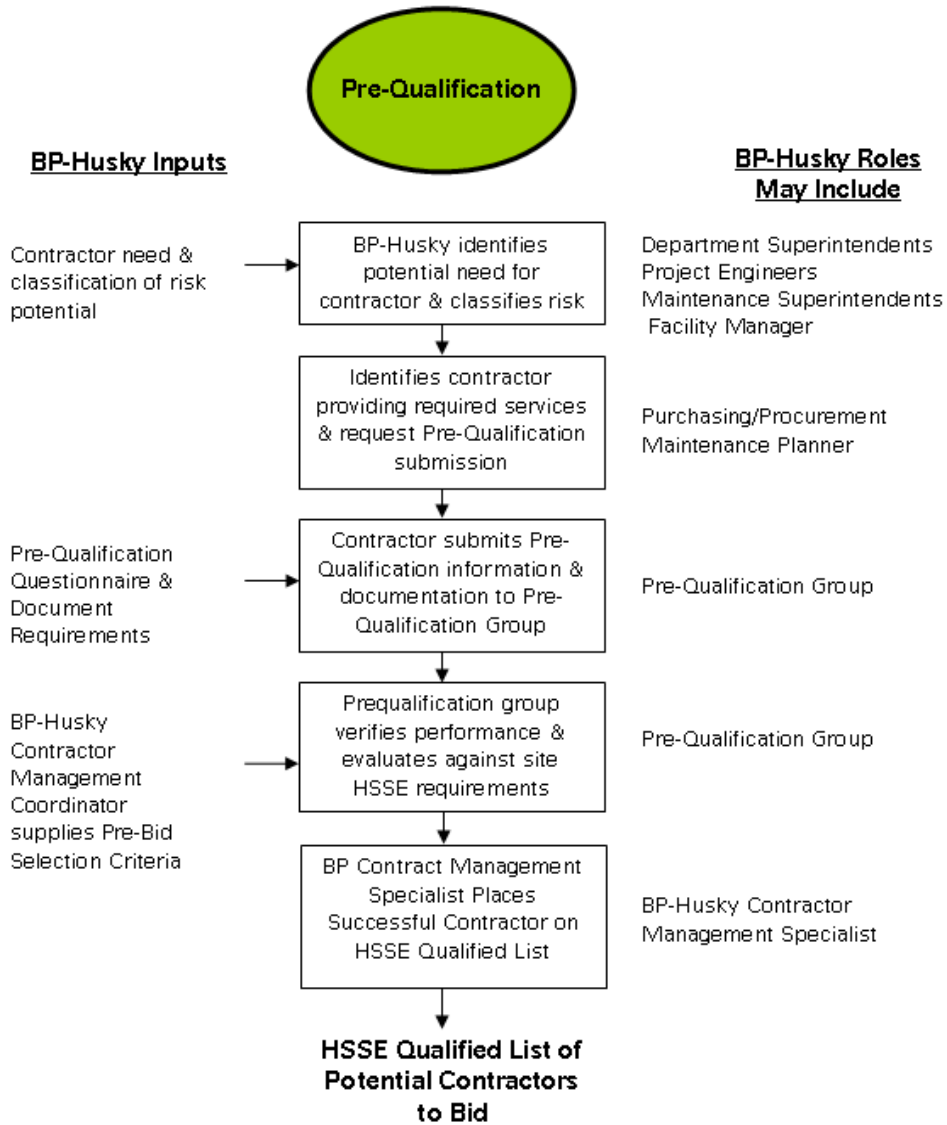 Pre-Qualification
BP-Husky Inputs
BP-Husky Roles
May Include
Contractor need &
classification of risk
potential
BP-Husky identifies
potential need for
contractor & classifies risk
Department Superintendents
Project Engineers
Maintenance Superintendents
Facility Manager
Identifies contractor
providing required services
& request Pre-Qualification
submission
Purchasing/Procurement
Maintenance Planner
Pre-Qualification
Questionnaire &
Document
Requirements
Contractor submits Pre-
Qualification information &
documentation to Pre-
Qualification Group
Pre-Qualification Group
BP-Husky
Contractor
Management
Coordinator
supplies Pre-Bid
Selection Criteria
Prequalification group
verifies performance &
evaluates against site
HSSE requirements
Pre-Qualification Group
BP Contract Management
Specialist Places
Successful Contractor on
HSSE Qualified List
BP-Husky Contractor
Management Specialist
HSSE Qualified List of
Potential Contractors
to Bid